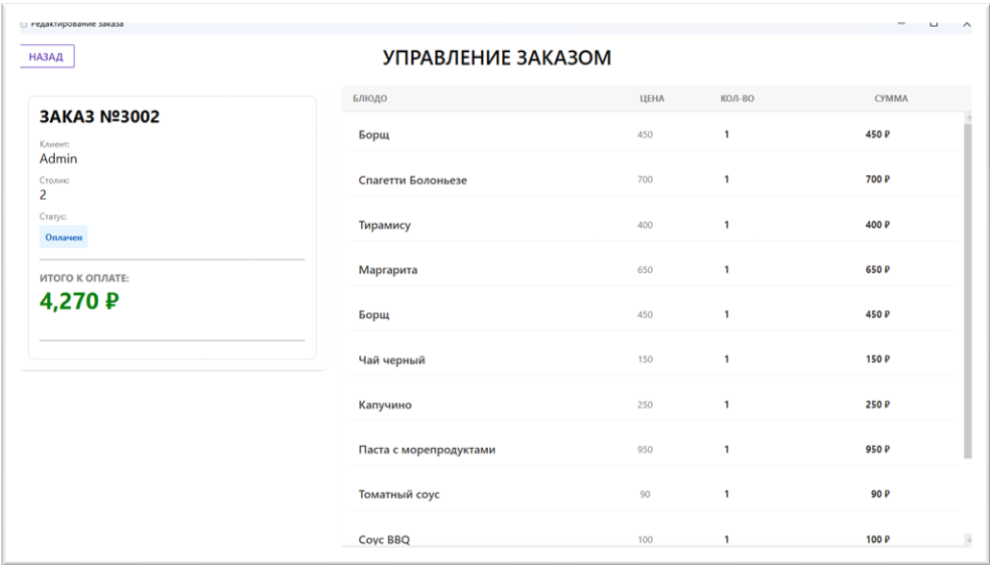 Редактирование заказа
НАЗАД
УПРАВЛЕНИЕ ЗАКАЗОМ
ЗАКАЗ №3002
Клиент:
Admin
Столик:
2
Статус:
Оплачен
ИТОГО К ОПЛАТЕ:
4,270 ₽
БЛЮДО ЦЕНА КОЛ-ВО СУММА
Борщ 450 1 450 ₽
Спагетти Болоньезе 700 1 700 ₽
Тирамису 400 1 400 ₽
Маргарита 650 1 650 ₽
Борщ 450 1 450 ₽
Чай черный 150 1 150 ₽
Капучино 250 1 250 ₽
Паста с морепродуктами 950 1 950 ₽
Томатный соус 90 1 90 ₽
Соус BBQ 100 1 100 ₽